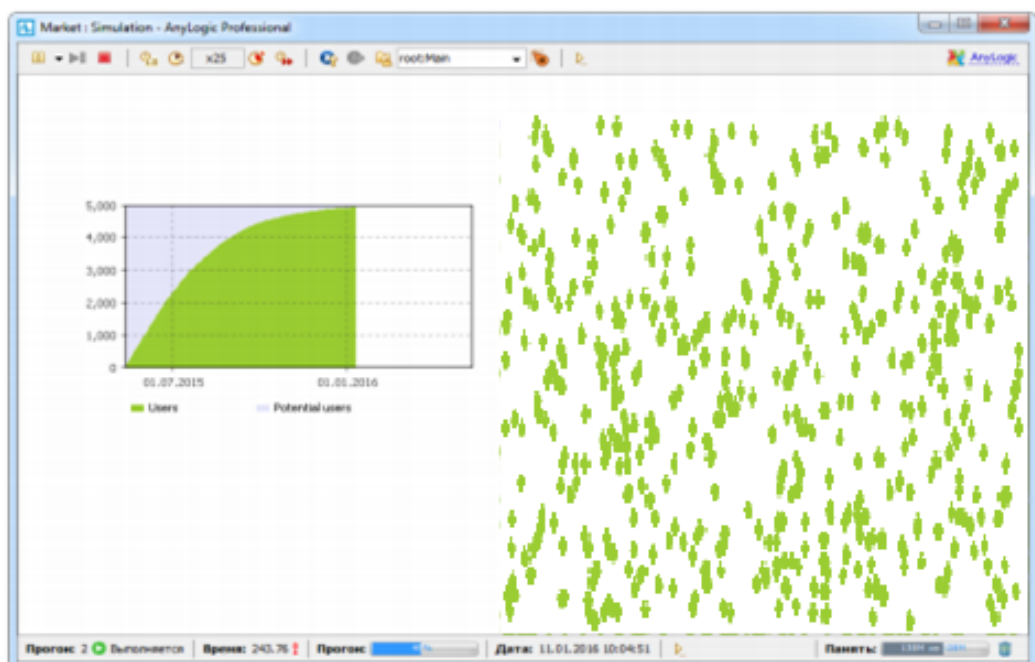 Market : Simulation - AnyLogic Professional
x25 root:Main AnyLogic
5,000
4,000
3,000
2,000
1,000
0
01.07.2015 01.01.2016
Users Potential users
Прогон: 2 Выполняется Время: 243.76 Прогон: Дата: 11.01.2016 10:04:51 Память: